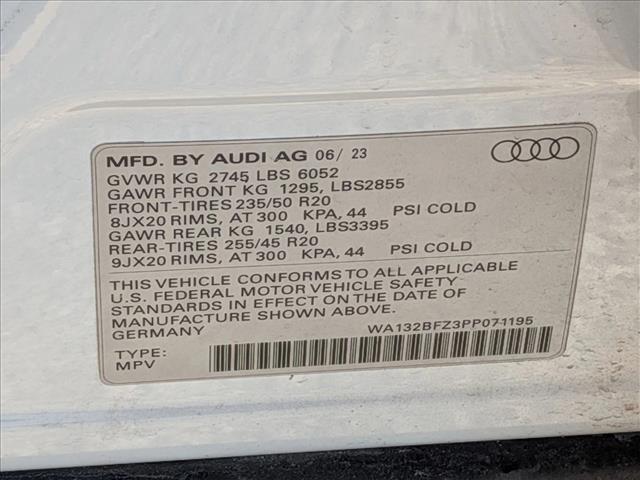 MFD. BY AUDI AG 06/ 23
GVWR KG 2745 LBS 6052
GAWR FRONT KG 1295, LBS2855
FRONT-TIRES 235/50 R20
8JX20 RIMS, AT 300 KPA, 44 PSI COLD
GAWR REAR KG 1540, LBS3395
REAR-TIRES 255/45 R20
9JX20 RIMS, AT 300 KPA, 44 PSI COLD
THIS VEHICLE CONFORMS TO ALL APPLICABLE
U.S. FEDERAL MOTOR VEHICLE SAFETY
STANDARDS IN EFFECT ON THE DATE OF
MANUFACTURE SHOWN ABOVE.
GERMANY WA132BFZ3PP071195
TYPE:
MPV